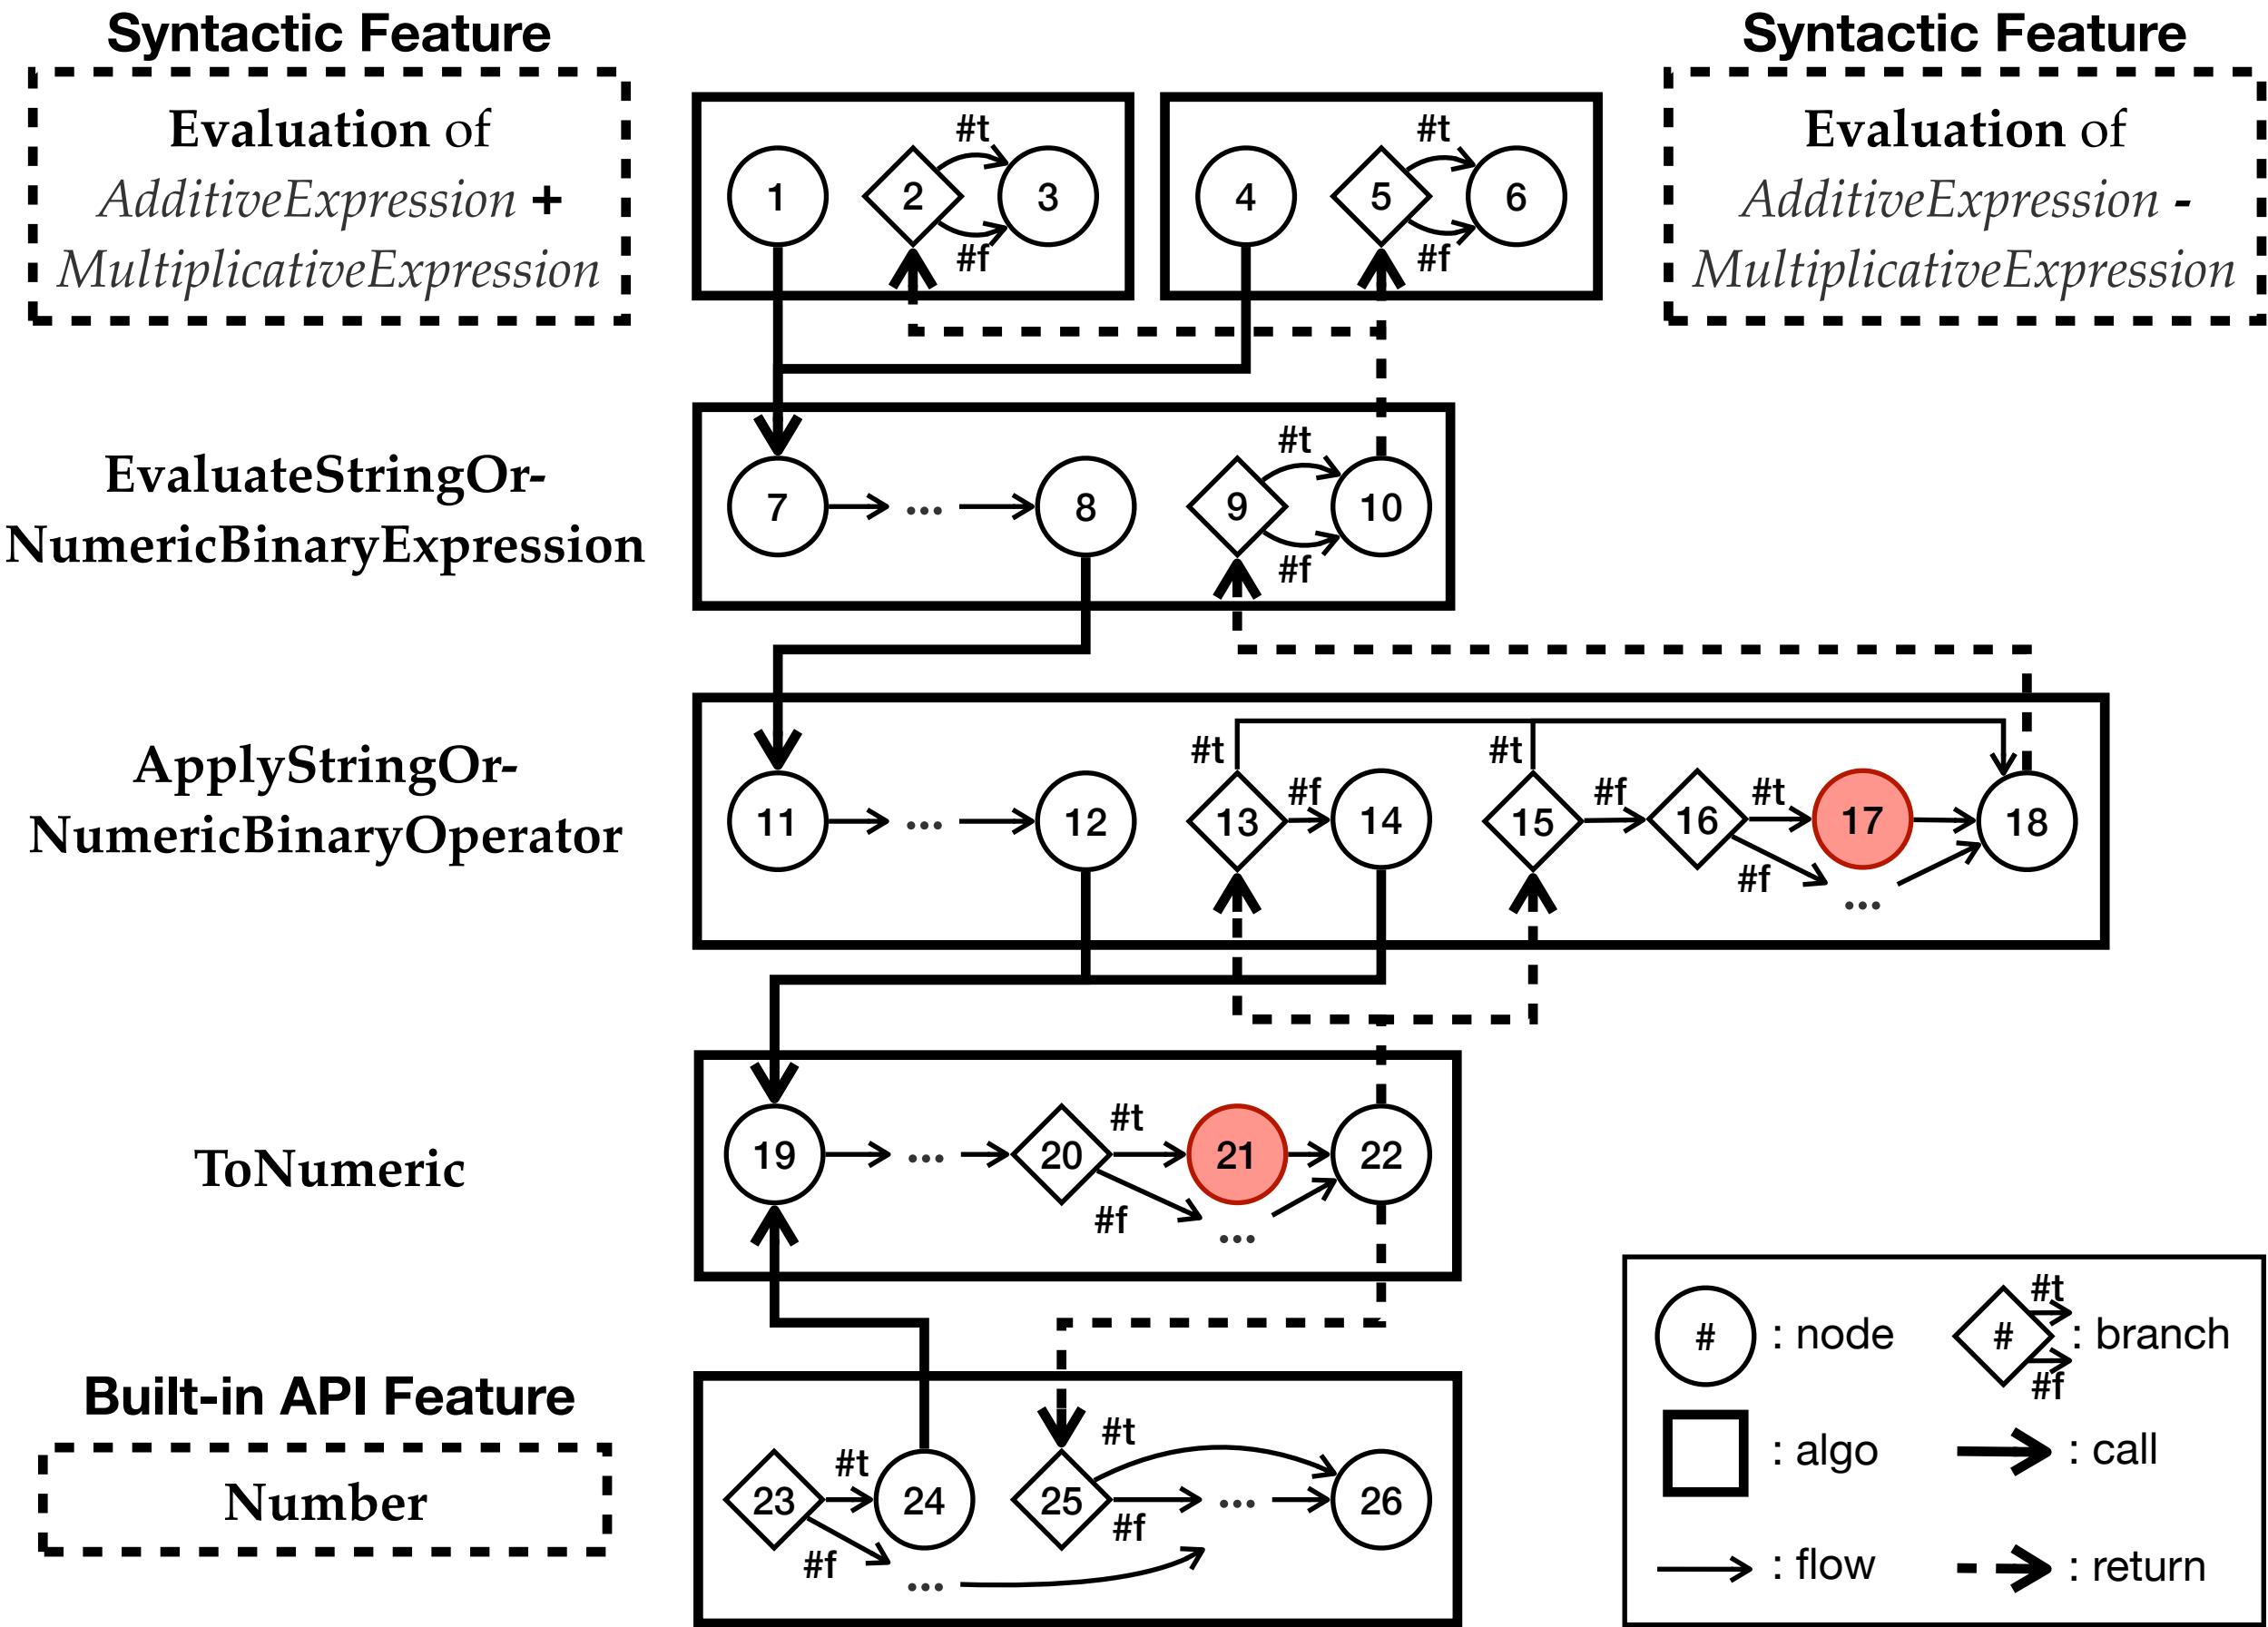 Syntactic Feature
Evaluation of
AdditiveExpression +
MultiplicativeExpression
Syntactic Feature
Evaluation of
AdditiveExpression -
MultiplicativeExpression
1
2
#t
#f
3
4
5
#t
#f
6
EvaluateStringOr-
NumericBinaryExpression
7
...
8
9
#t
#f
10
ApplyStringOr-
NumericBinaryOperator
11
...
12
#t
13
#f
14
#t
15
#f
16
#t
#f
17
...
18
ToNumeric
19
...
20
#t
#f
21
...
22
Built-in API Feature
Number
23
#t
#f
24
...
25
#t
#f
...
26
# : node
# #t #f : branch
: algo
: call
: flow
: return